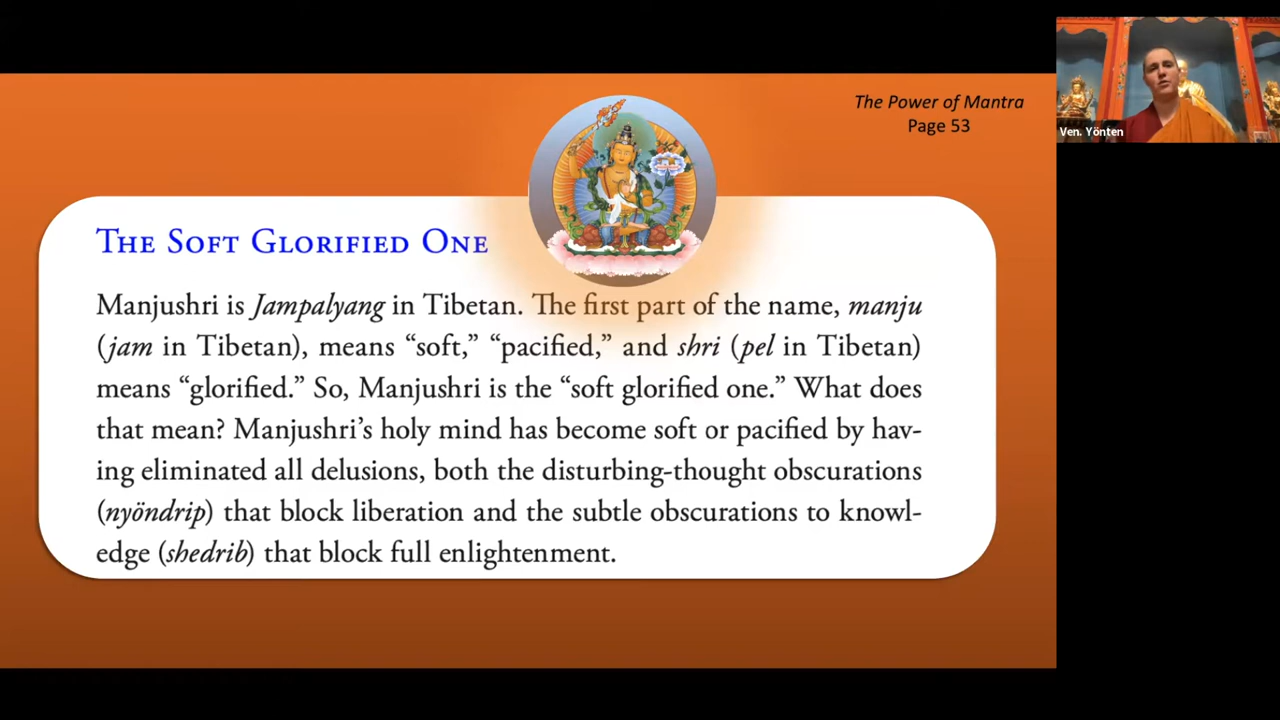 The Power of Mantra
Page 53
Ven. Yönten
The Soft Glorified One
Manjushri is Jampalyang in Tibetan. The first part of the name, manju
(jam in Tibetan), means “soft,” “pacified,” and shri (pel in Tibetan)
means “glorified.” So, Manjushri is the “soft glorified one.” What does
that mean? Manjushri’s holy mind has become soft or pacified by hav-
ing eliminated all delusions, both the disturbing-thought obscurations
(nyöndrip) that block liberation and the subtle obscurations to knowl-
edge (shedrib) that block full enlightenment.